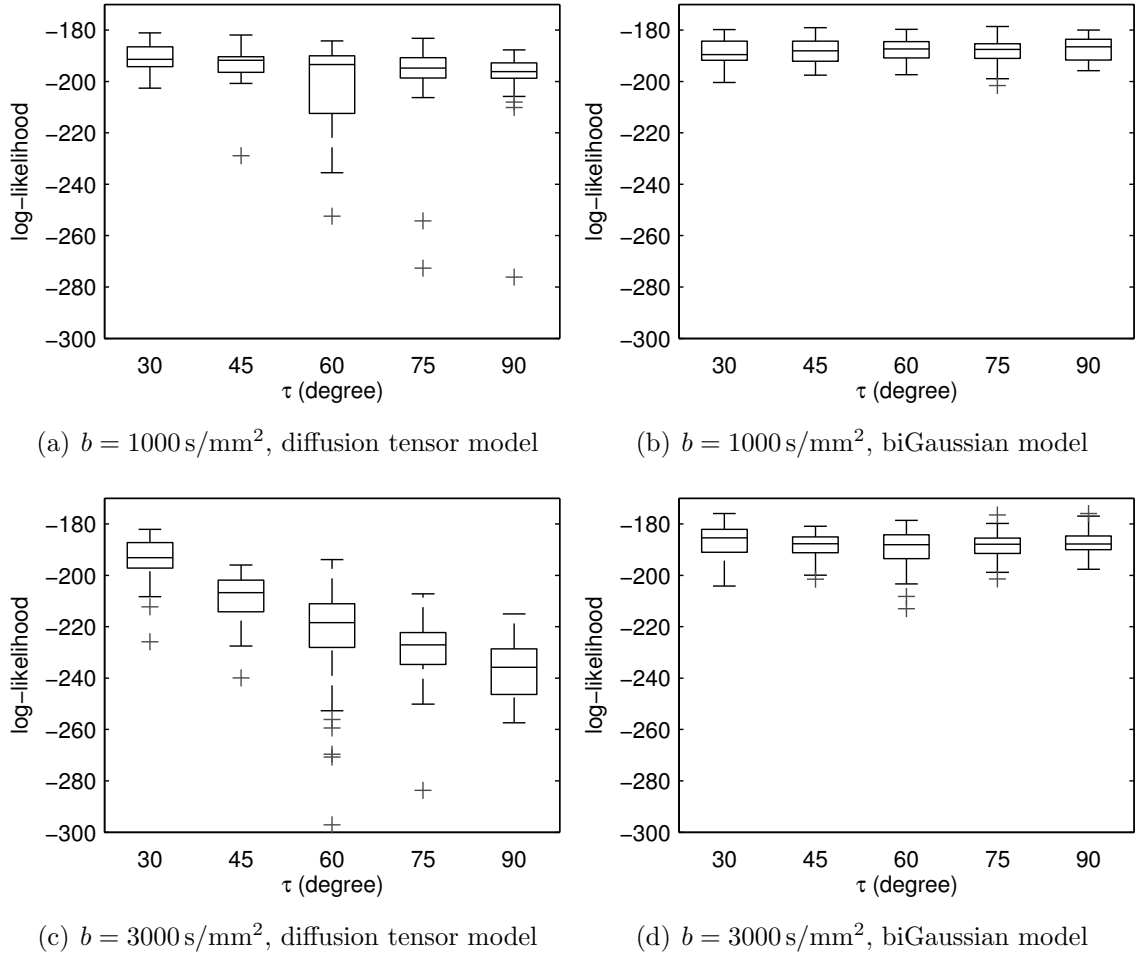 −180
−200
−220
−240
−260
−280
−300
log−likelihood
30 45 60 75 90
τ (degree)
(a) b = 1000 s/mm², diffusion tensor model
−180
−200
−220
−240
−260
−280
−300
log−likelihood
30 45 60 75 90
τ (degree)
(b) b = 1000 s/mm², biGaussian model
−180
−200
−220
−240
−260
−280
−300
log−likelihood
30 45 60 75 90
τ (degree)
(c) b = 3000 s/mm², diffusion tensor model
−180
−200
−220
−240
−260
−280
−300
log−likelihood
30 45 60 75 90
τ (degree)
(d) b = 3000 s/mm², biGaussian model